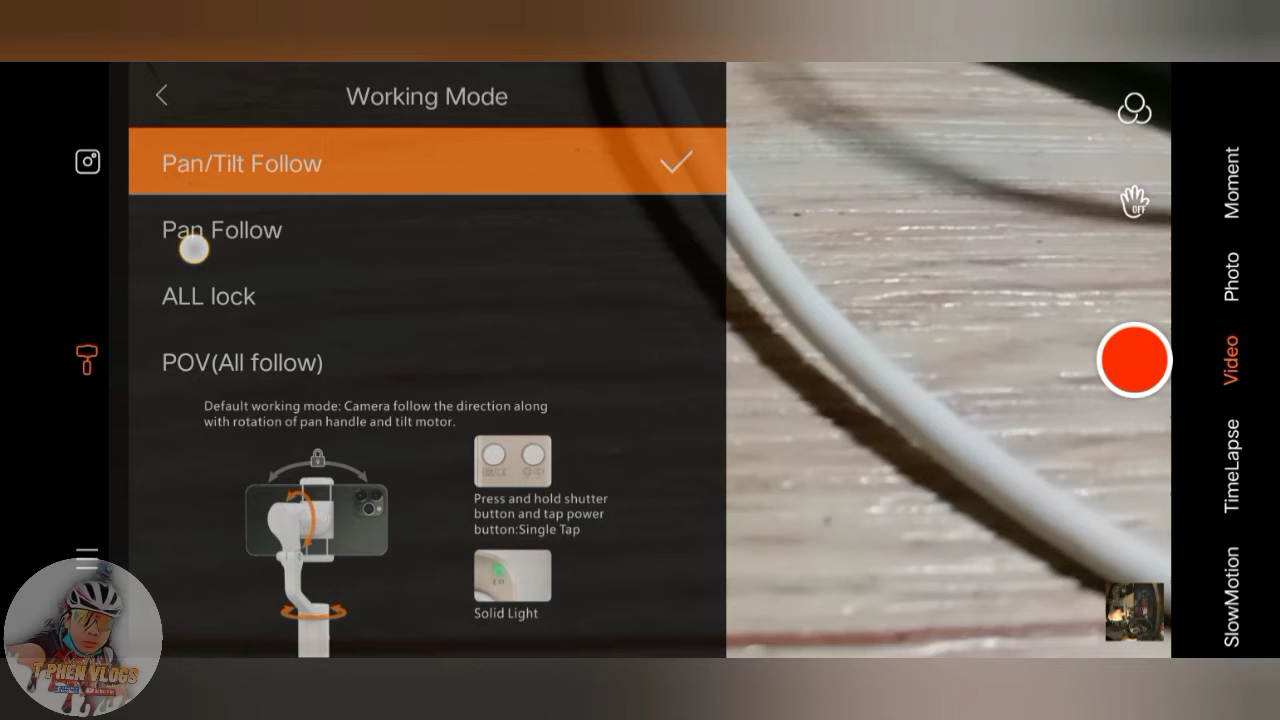 Working Mode
Pan/Tilt Follow
Pan Follow
ALL lock
POV(All follow)
Default working mode: Camera follow the direction along
with rotation of pan handle and tilt motor.
Press and hold shutter
button and tap power
button:Single Tap
Solid Light
OFF
Moment
Photo
Video
TimeLapse
SlowMotion
T PHEN VLOGS